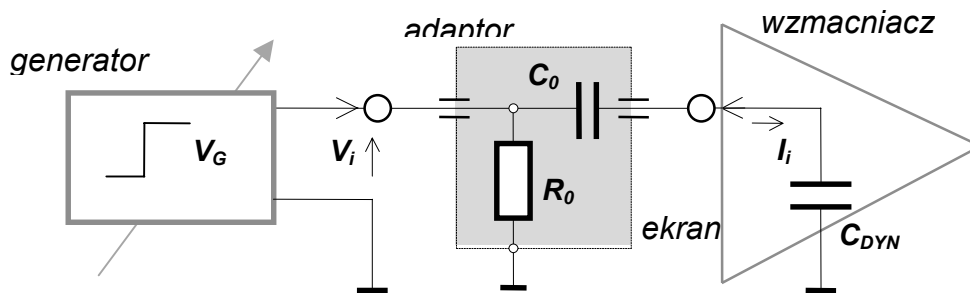 adaptor
wzmacniacz
generator
C0
VG
Vi
R0
Ii
ekran
CDYN